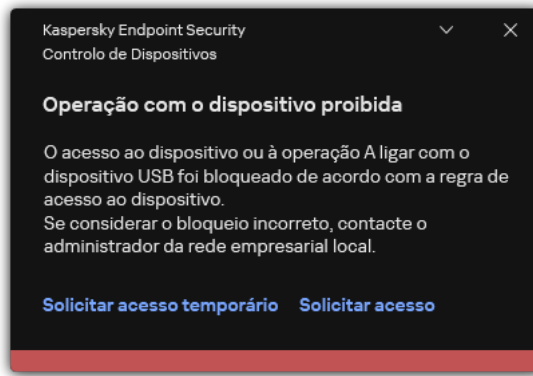 Kaspersky Endpoint Security
Controlo de Dispositivos
Operação com o dispositivo proibida
O acesso ao dispositivo ou à operação A ligar com o
dispositivo USB foi bloqueado de acordo com a regra de
acesso ao dispositivo.
Se considerar o bloqueio incorreto, contacte o
administrador da rede empresarial local.
Solicitar acesso temporário Solicitar acesso